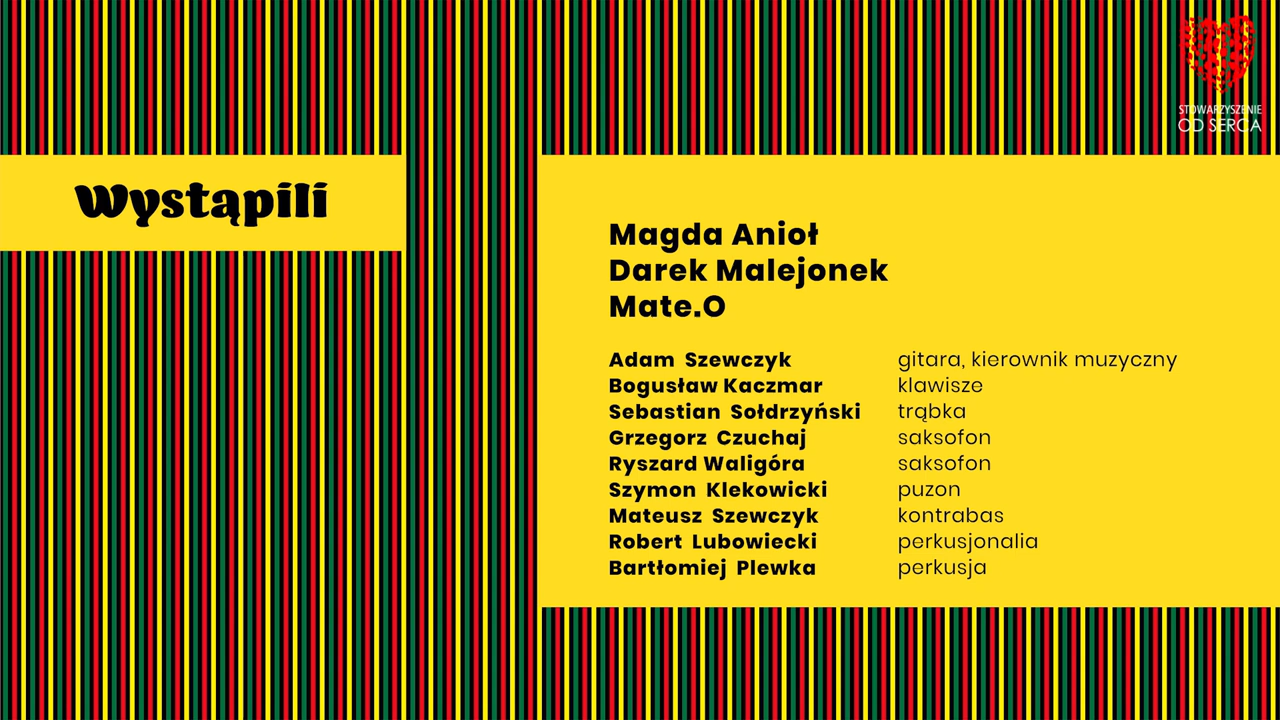 STOWARZYSZENIE
OD SERCA
Wystąpili
Magda Anioł
Darek Malejonek
Mate.O
Adam Szewczyk gitara, kierownik muzyczny
Bogusław Kaczmar klawisze
Sebastian Sołdrzyński trąbka
Grzegorz Czuchaj saksofon
Ryszard Waligóra saksofon
Szymon Klekowicki puzon
Mateusz Szewczyk kontrabas
Robert Lubowiecki perkusjonalia
Bartłomiej Plewka perkusja